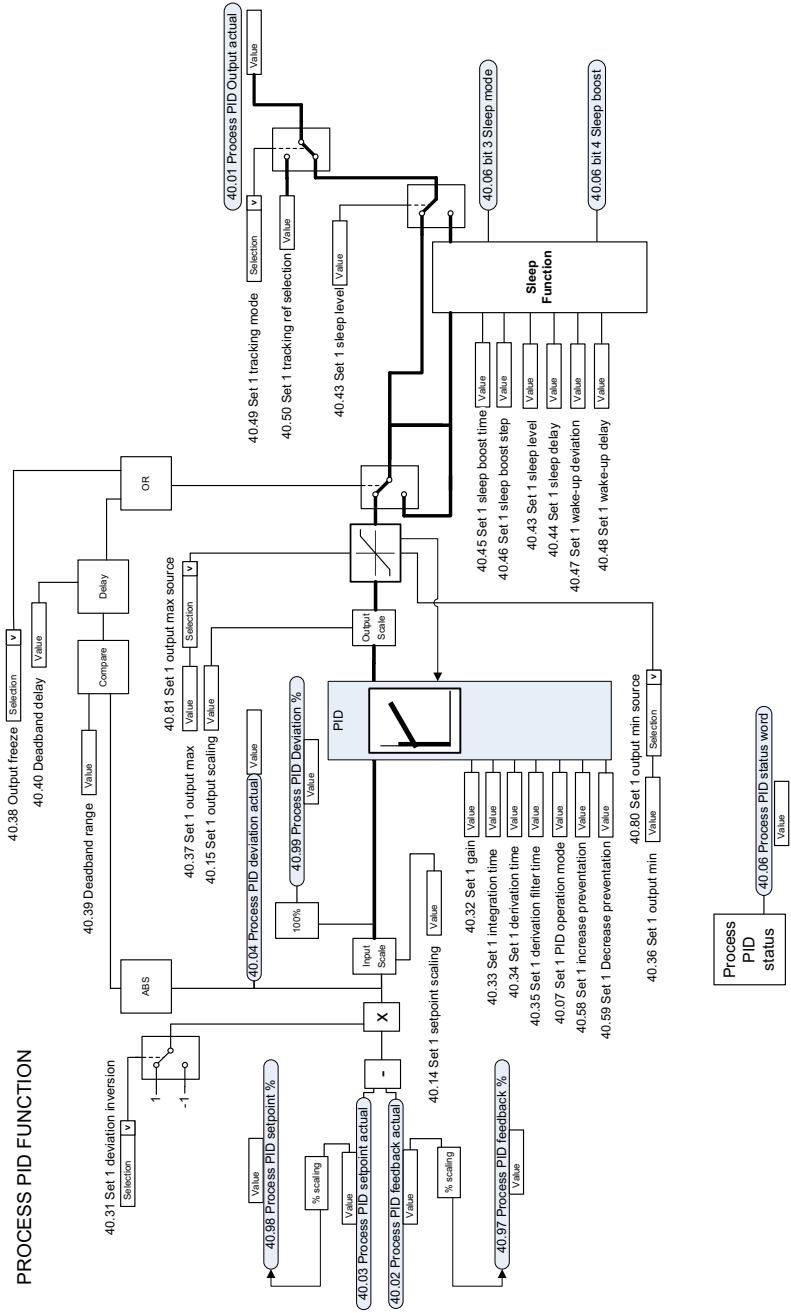 PROCESS PID FUNCTION
40.31 Set 1 deviation inversion
Selection
v
1
-1
Value
40.98 Process PID setpoint %
% scaling
Value
40.03 Process PID setpoint actual
40.02 Process PID feedback actual
Value
% scaling
40.97 Process PID feedback %
Value
-
X
ABS
40.04 Process PID deviation actual
Value
Input
Scale
40.14 Set 1 setpoint scaling
Value
100%
40.99 Process PID Deviation %
Value
40.38 Output freeze
Selection
v
40.40 Deadband delay
Value
40.39 Deadband range
Value
Compare
Delay
OR
40.81 Set 1 output max source
40.37 Set 1 output max
Value
Selection
v
40.15 Set 1 output scaling
Value
PID
Output
Scale
40.32 Set 1 gain
Value
40.33 Set 1 integration time
Value
40.34 Set 1 derivation time
Value
40.35 Set 1 derivation filter time
Value
40.07 Set 1 PID operation mode
Value
40.58 Set 1 increase preventation
Value
40.59 Set 1 Decrease preventation
Value
40.80 Set 1 output min source
40.36 Set 1 output min
Value
Selection
v
40.01 Process PID Output actual
Value
40.49 Set 1 tracking mode
Selection
v
40.50 Set 1 tracking ref selection
Value
40.43 Set 1 sleep level
Value
40.45 Set 1 sleep boost time
Value
40.46 Set 1 sleep boost step
Value
40.43 Set 1 sleep level
Value
40.44 Set 1 sleep delay
Value
40.47 Set 1 wake-up deviation
Value
40.48 Set 1 wake-up delay
Value
Sleep
Function
40.06 bit 3 Sleep mode
40.06 bit 4 Sleep boost
Process
PID
status
40.06 Process PID status word
Value